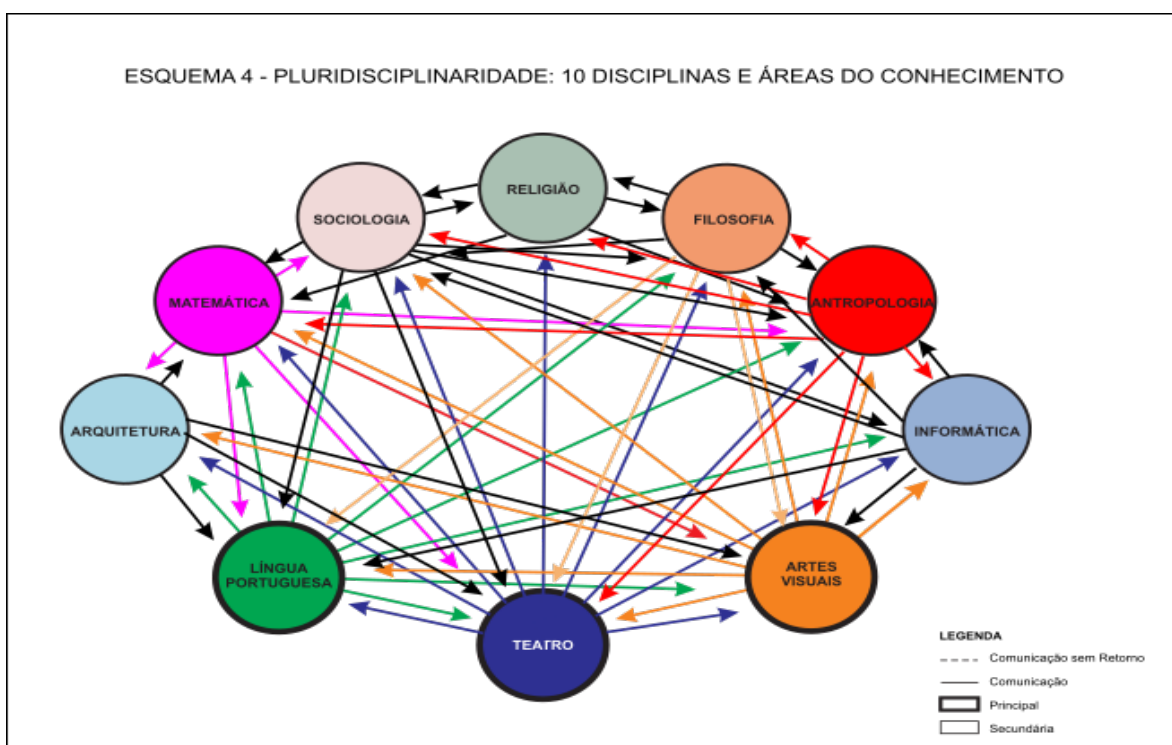 ESQUEMA 4 - PLURIDISCIPLINARIDADE: 10 DISCIPLINAS E ÁREAS DO CONHECIMENTO
RELIGIÃO
SOCIOLOGIA
FILOSOFIA
MATEMÁTICA
ANTROPOLOGIA
ARQUITETURA
INFORMÁTICA
LÍNGUA
PORTUGUESA
ARTES
VISUAIS
TEATRO
LEGENDA
Comunicação sem Retorno
Comunicação
Principal
Secundária